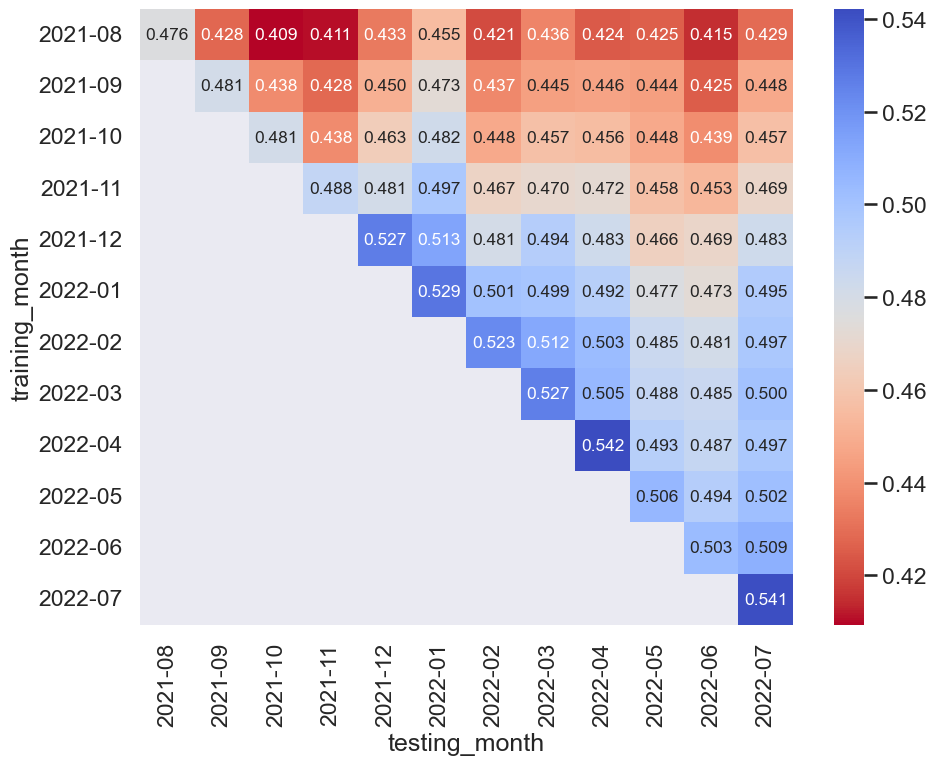 2021-08 0.476 0.428 0.409 0.411 0.433 0.455 0.421 0.436 0.424 0.425 0.415 0.429
2021-09 0.481 0.438 0.428 0.450 0.473 0.437 0.445 0.446 0.444 0.425 0.448
2021-10 0.481 0.438 0.463 0.482 0.448 0.457 0.456 0.448 0.439 0.457
2021-11 0.488 0.481 0.497 0.467 0.470 0.472 0.458 0.453 0.469
2021-12 0.527 0.513 0.481 0.494 0.483 0.466 0.469 0.483
2022-01 0.529 0.501 0.499 0.492 0.477 0.473 0.495
2022-02 0.523 0.512 0.503 0.485 0.481 0.497
2022-03 0.527 0.505 0.488 0.485 0.500
2022-04 0.542 0.493 0.487 0.497
2022-05 0.506 0.494 0.502
2022-06 0.503 0.509
2022-07 0.541
training_month
2021-08 2021-09 2021-10 2021-11 2021-12 2022-01 2022-02 2022-03 2022-04 2022-05 2022-06 2022-07
testing_month
0.54
0.52
0.50
0.48
0.46
0.44
0.42